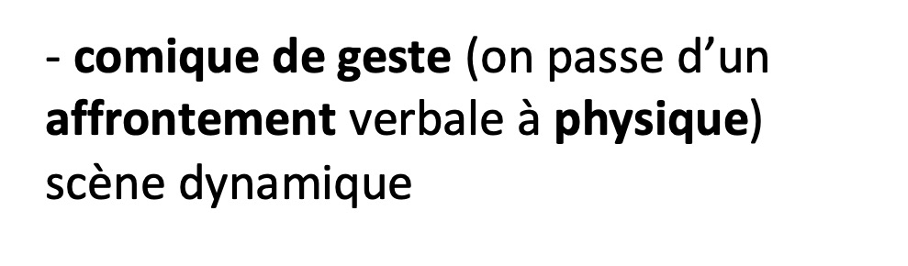 - comique de geste (on passe d’un
affrontement verbale à physique)
scène dynamique